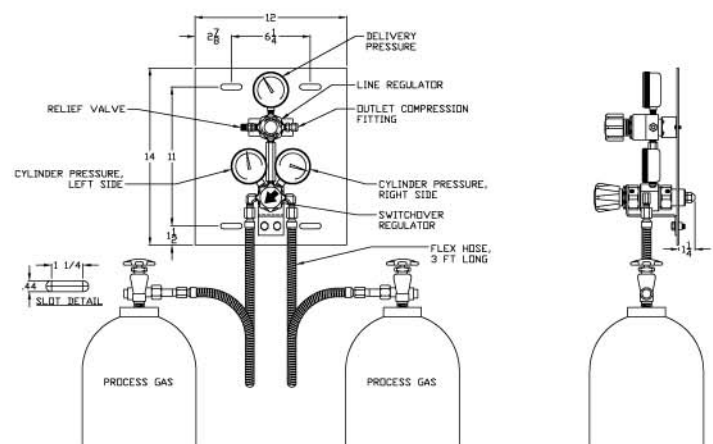 12
2 7/8
6 1/4
DELIVERY
PRESSURE
LINE REGULATOR
RELIEF VALVE
OUTLET COMPRESSION
FITTING
14
11
CYLINDER PRESSURE,
LEFT SIDE
CYLINDER PRESSURE,
RIGHT SIDE
SWITCHOVER
REGULATOR
1 1/2
FLEX HOSE,
3 FT LONG
1 1/4
1 1/4
.44
SLOT DETAIL
PROCESS GAS
PROCESS GAS